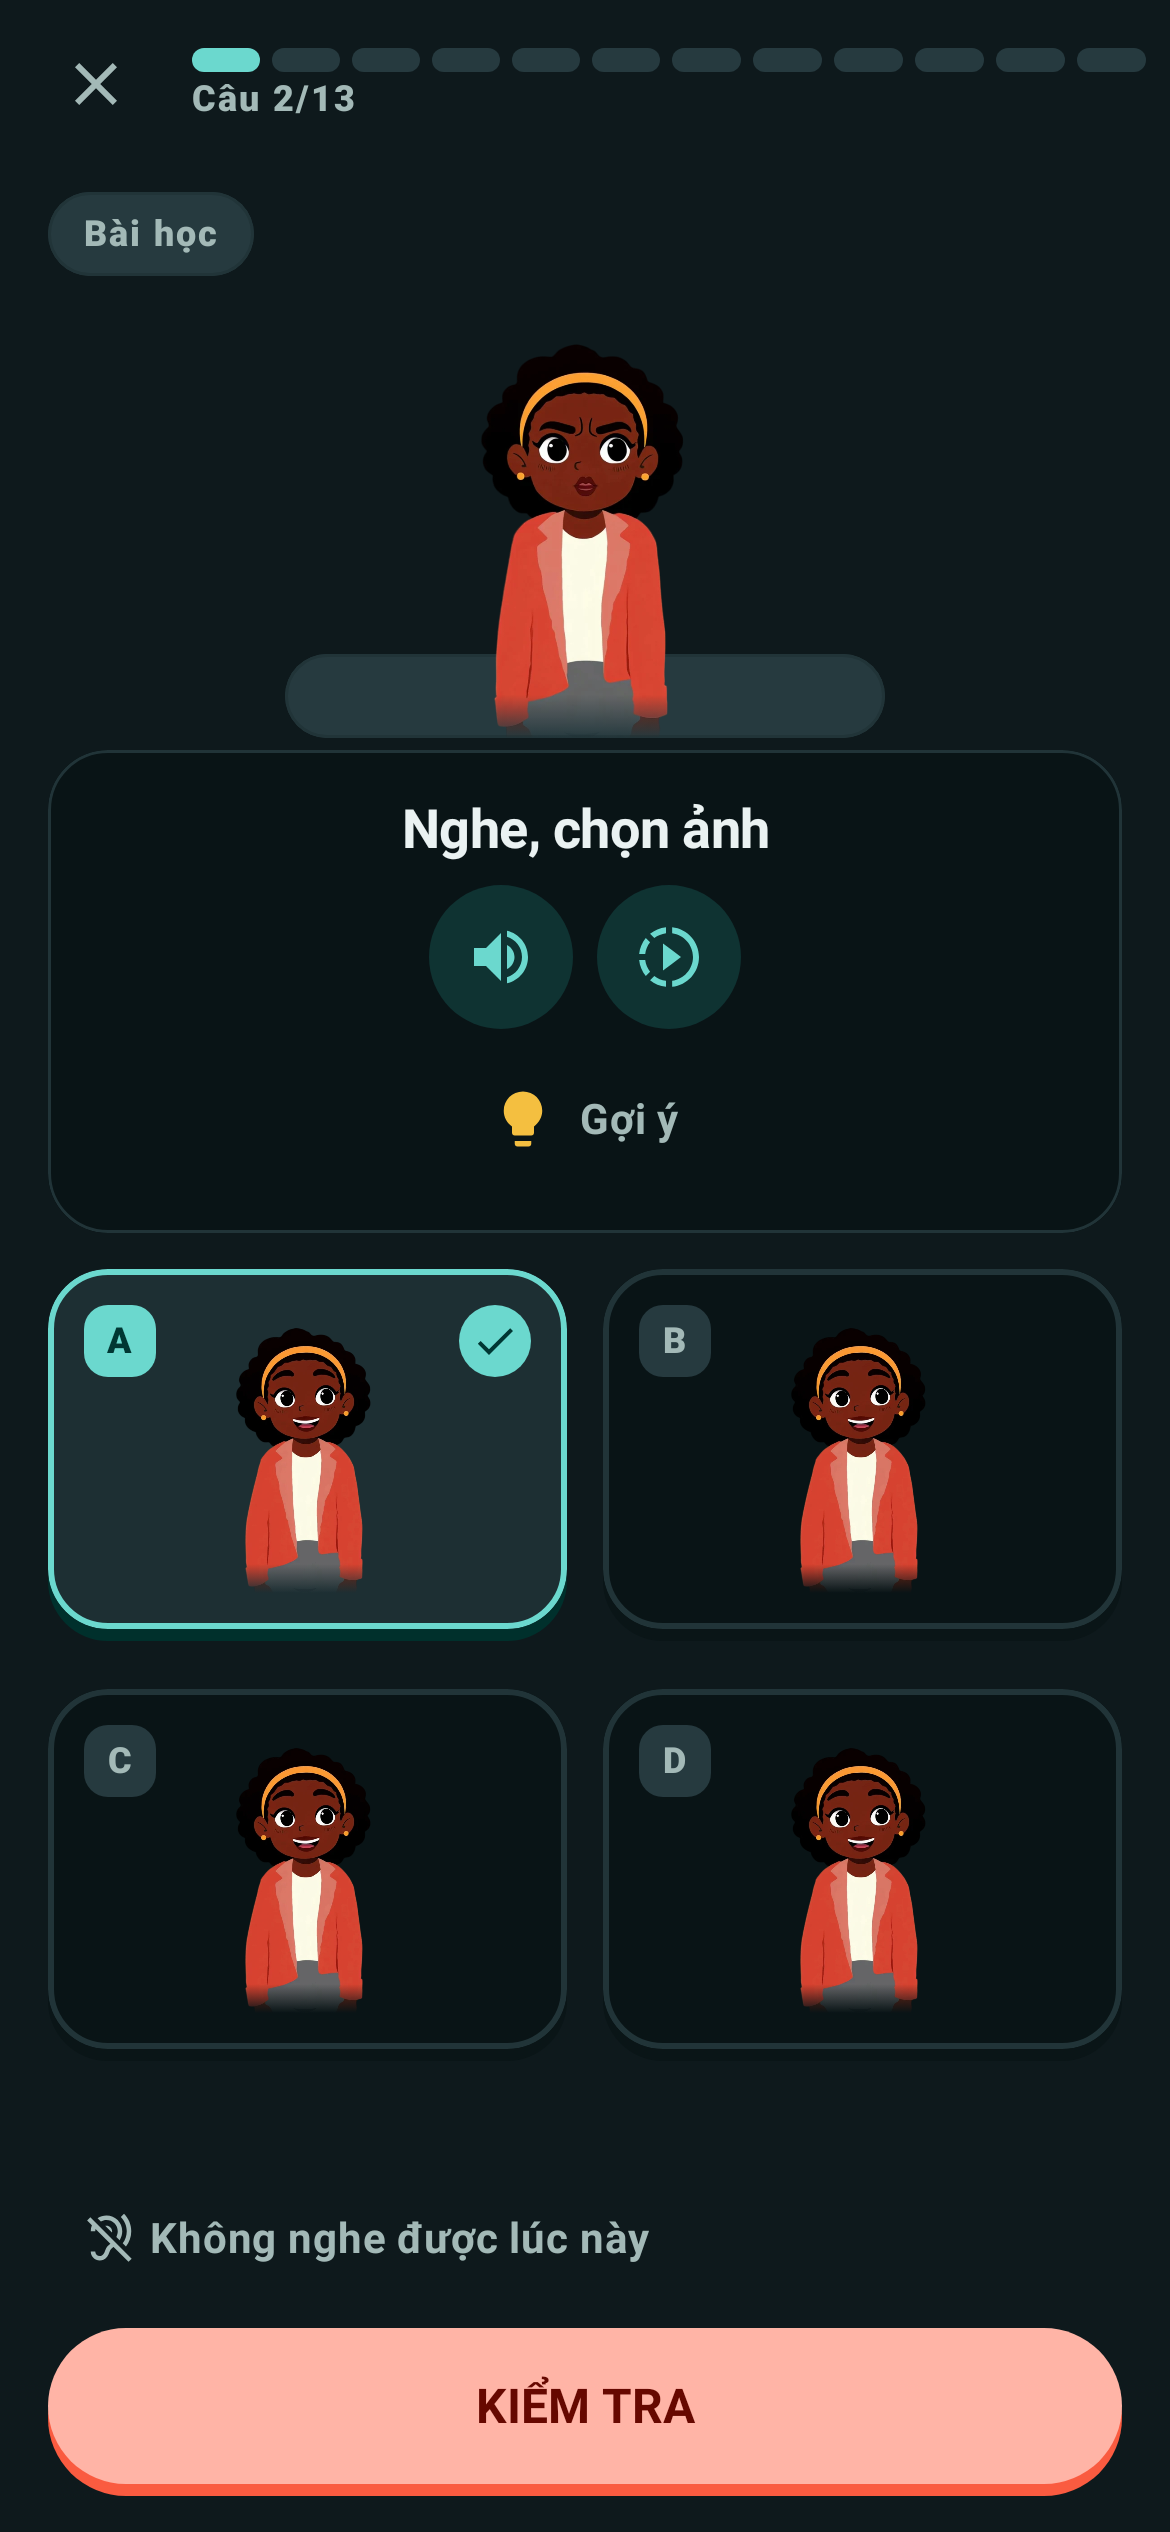 Câu 2/13
Bài học
Nghe, chọn ảnh
Gợi ý
A
B
C
D
Không nghe được lúc này
KIỂM TRA